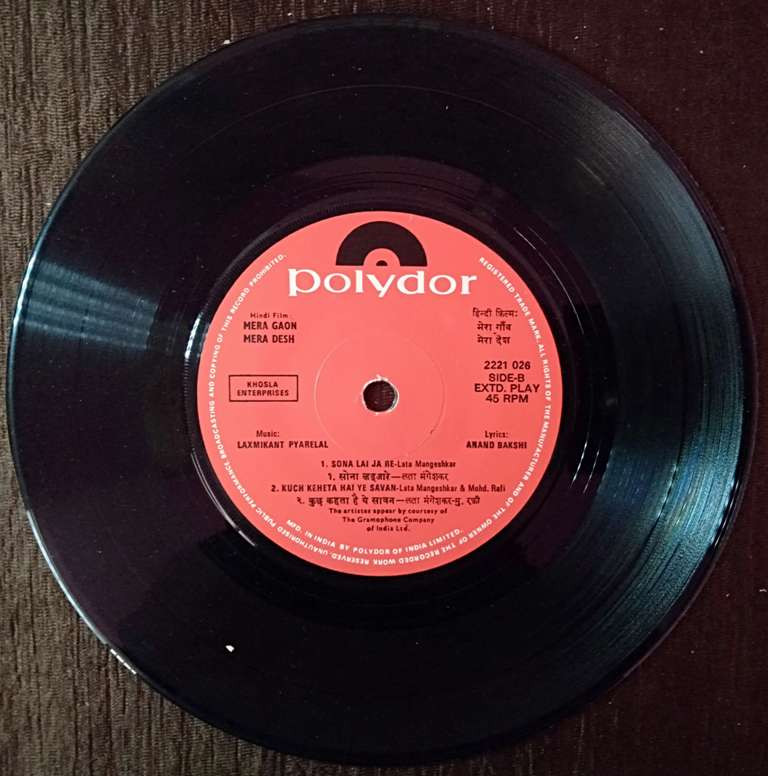 polydor
Hindi Film:
MERA GAON
MERA DESH
हिन्दी फ़िल्म:
मेरा गाँव
मेरा देश
KHOSLA
ENTERPRISES
2221 026
SIDE-B
EXTD. PLAY
45 RPM
Music:
LAXMIKANT PYARELAL
Lyrics:
ANAND BAKSHI
1. SONA LAI JA RE-Lata Mangeshkar
१. सोना लइजारे—लता मंगेशकर
2. KUCH KEHETA HAI YE SAVAN-Lata Mangeshkar & Mohd. Rafi
२. कुछ कहता है ये सावन—लता मंगेशकर-मु. रफ़ी
The artistes appear by courtesy of
The Gramophone Company
of India Ltd.
REGISTERED TRADE MARK. ALL RIGHTS OF THE MANUFACTURER AND OF THE OWNER OF THE RECORDED WORK RESERVED. UNAUTHORISED PUBLIC PERFORMANCE BROADCASTING AND COPYING OF THIS RECORD PROHIBITED.
MFD. IN INDIA BY POLYDOR OF INDIA LIMITED.